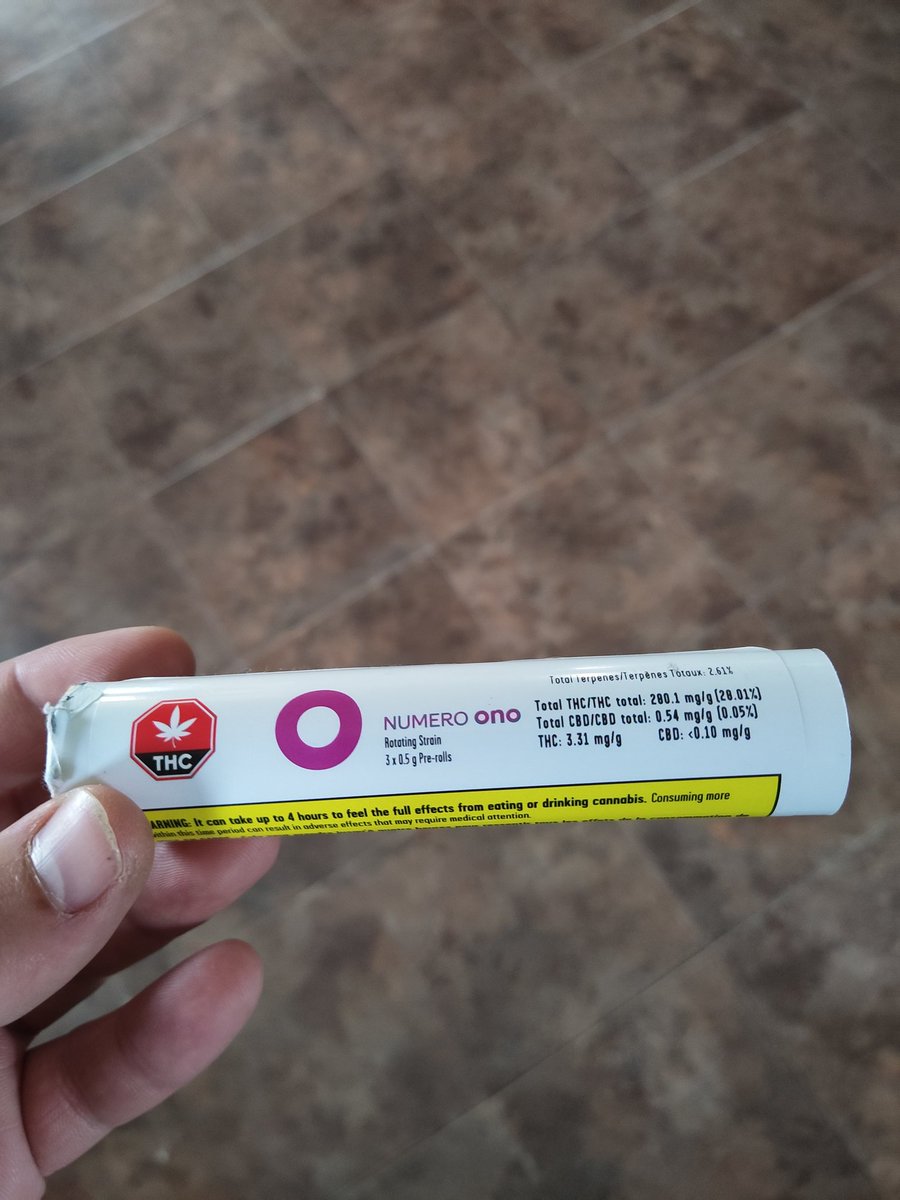 Total Terpenes/Terpènes Totaux: 2.61%
THC
NUMERO ono
Rotating Strain
3 x 0.5 g Pre-rolls
Total THC/THC total: 280.1 mg/g (28.01%)
Total CBD/CBD total: 0.54 mg/g (0.05%)
THC: 3.31 mg/g CBD: <0.10 mg/g
WARNING: It can take up to 4 hours to feel the full effects from eating or drinking cannabis. Consuming more
within this time period can result in adverse effects that may require medical attention.